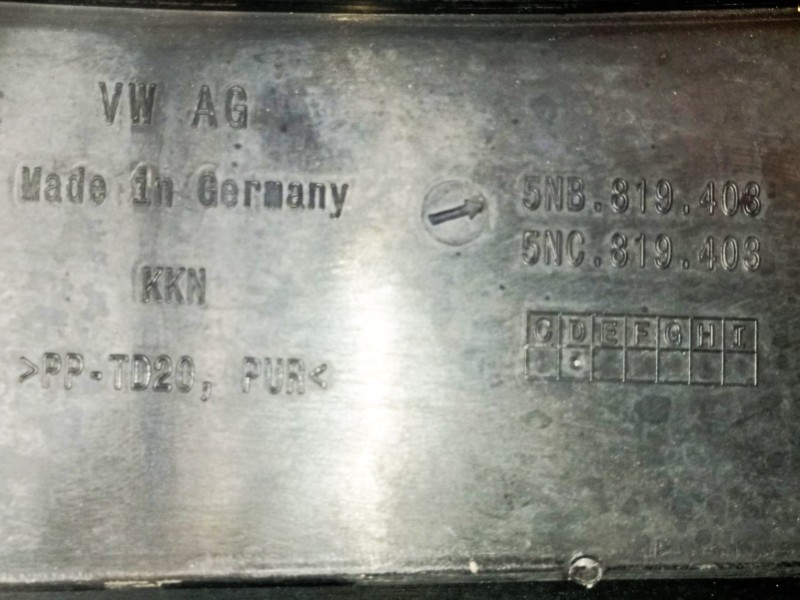 VW AG
Made in Germany
KKN
>PP-TD20, PUR<
5NB.819.403
5NC.819.403
C D E F G H I